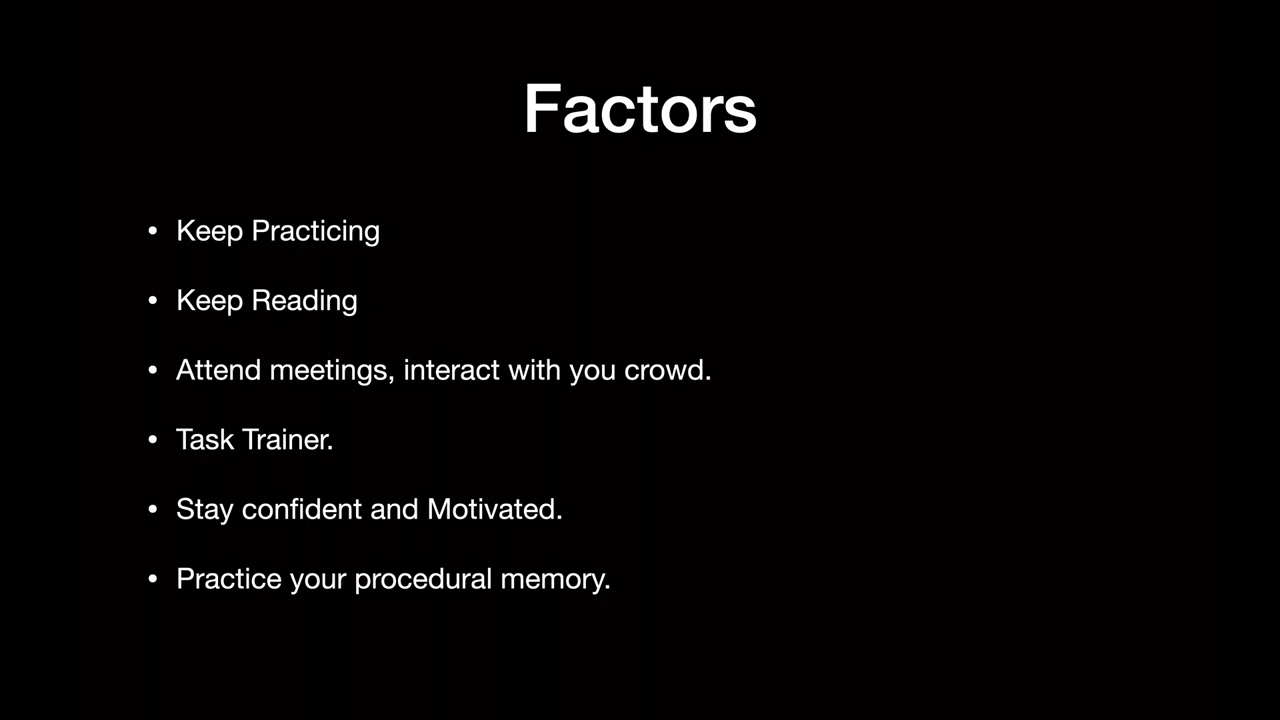 Factors
• Keep Practicing
• Keep Reading
• Attend meetings, interact with you crowd.
• Task Trainer.
• Stay confident and Motivated.
• Practice your procedural memory.